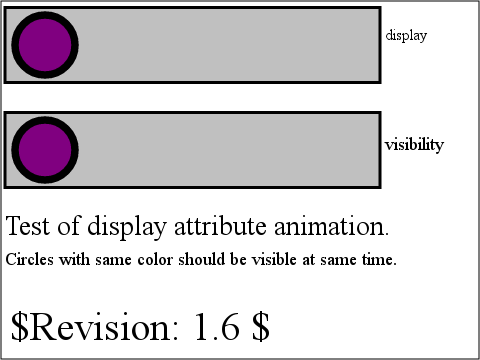 display
visibility
Test of display attribute animation.
Circles with same color should be visible at same time.
$Revision: 1.6 $